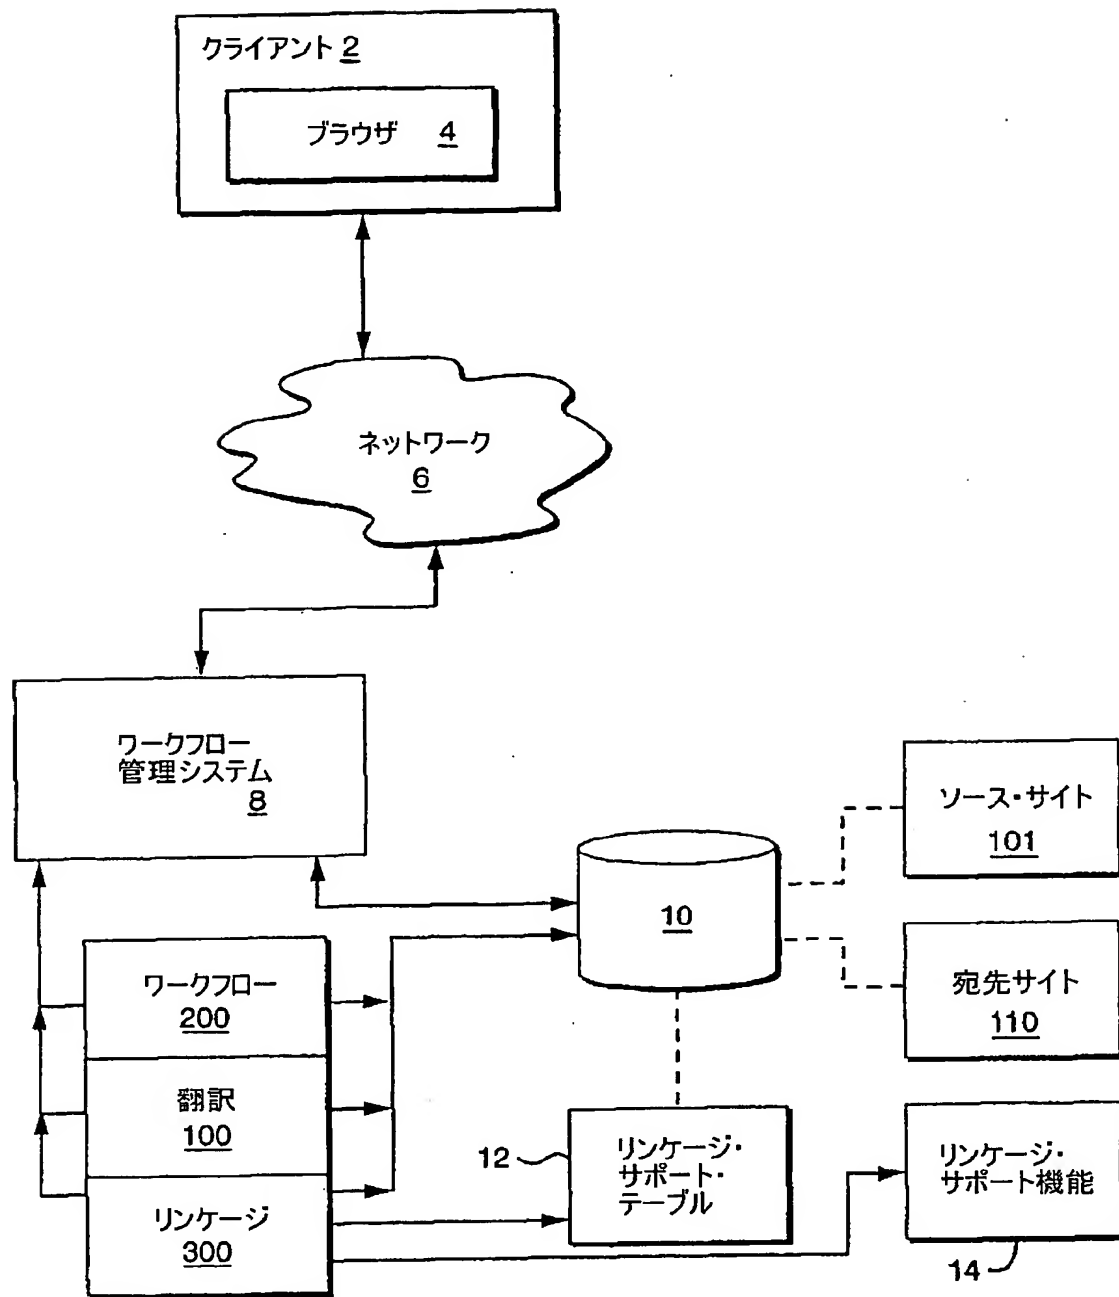 クライアント 2
ブラウザ 4
ネットワーク
6
ワークフロー
管理システム
8
ソース・サイト
101
10
宛先サイト
110
ワークフロー
200
翻訳
100
リンケージ
300
12
リンケージ・
サポート・
テーブル
リンケージ・
サポート機能
14